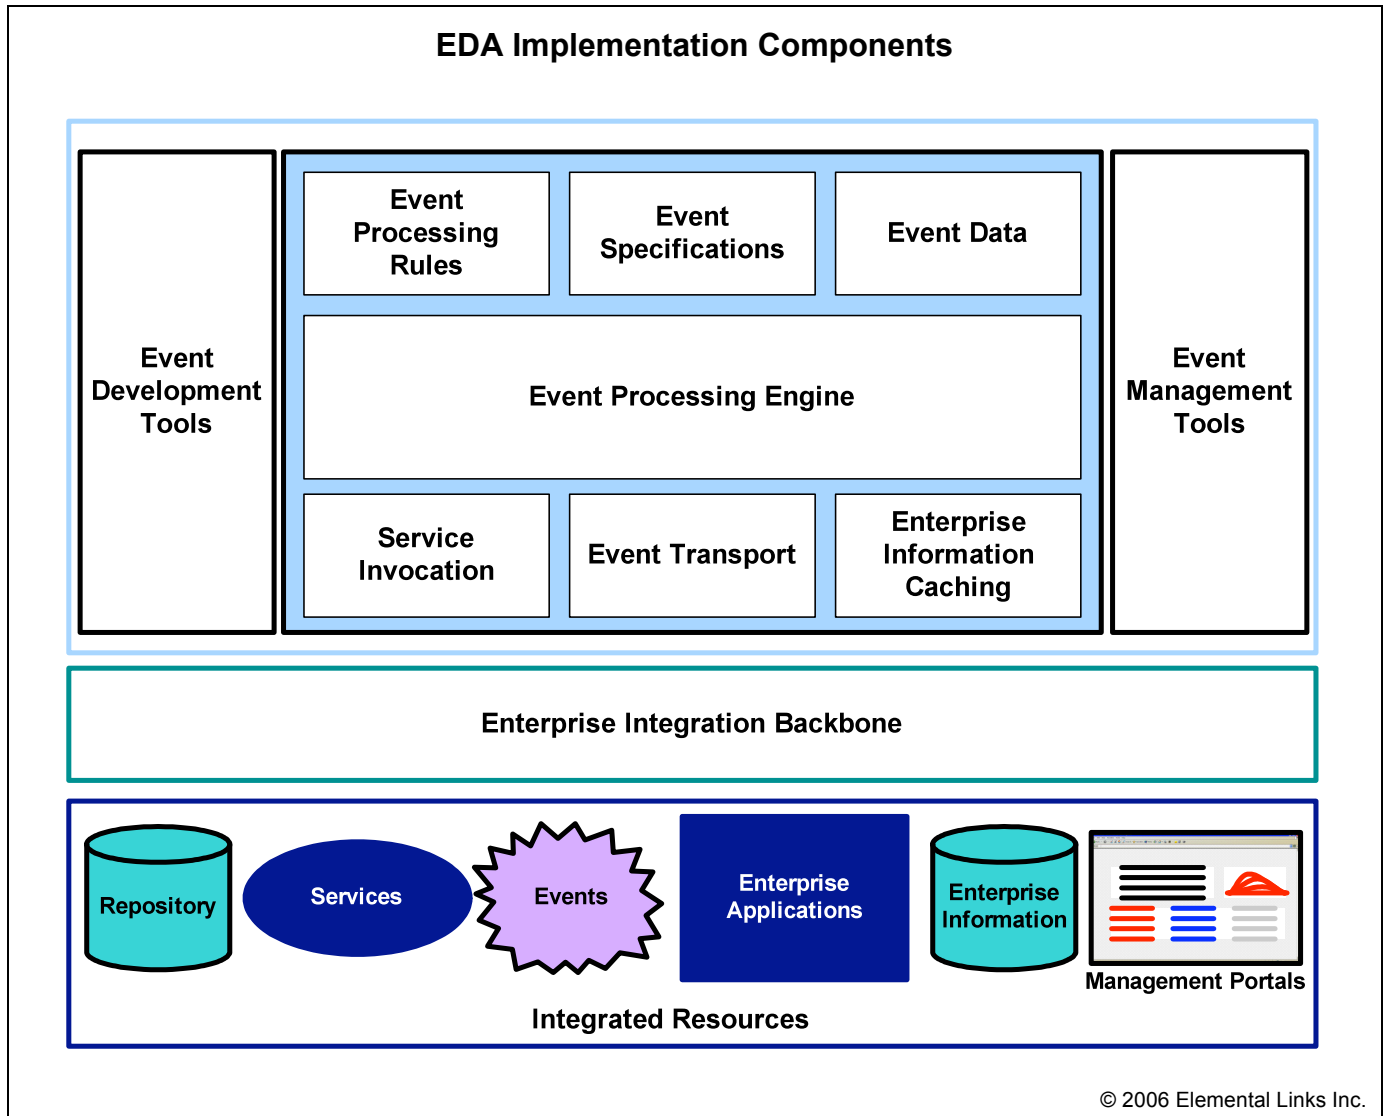 EDA Implementation Components
Event
Development
Tools
Event
Processing
Rules
Event
Specifications
Event Data
Event Processing Engine
Service
Invocation
Event Transport
Enterprise
Information
Caching
Event
Management
Tools
Enterprise Integration Backbone
Repository
Services
Events
Enterprise
Applications
Enterprise
Information
Management Portals
Integrated Resources
© 2006 Elemental Links Inc.